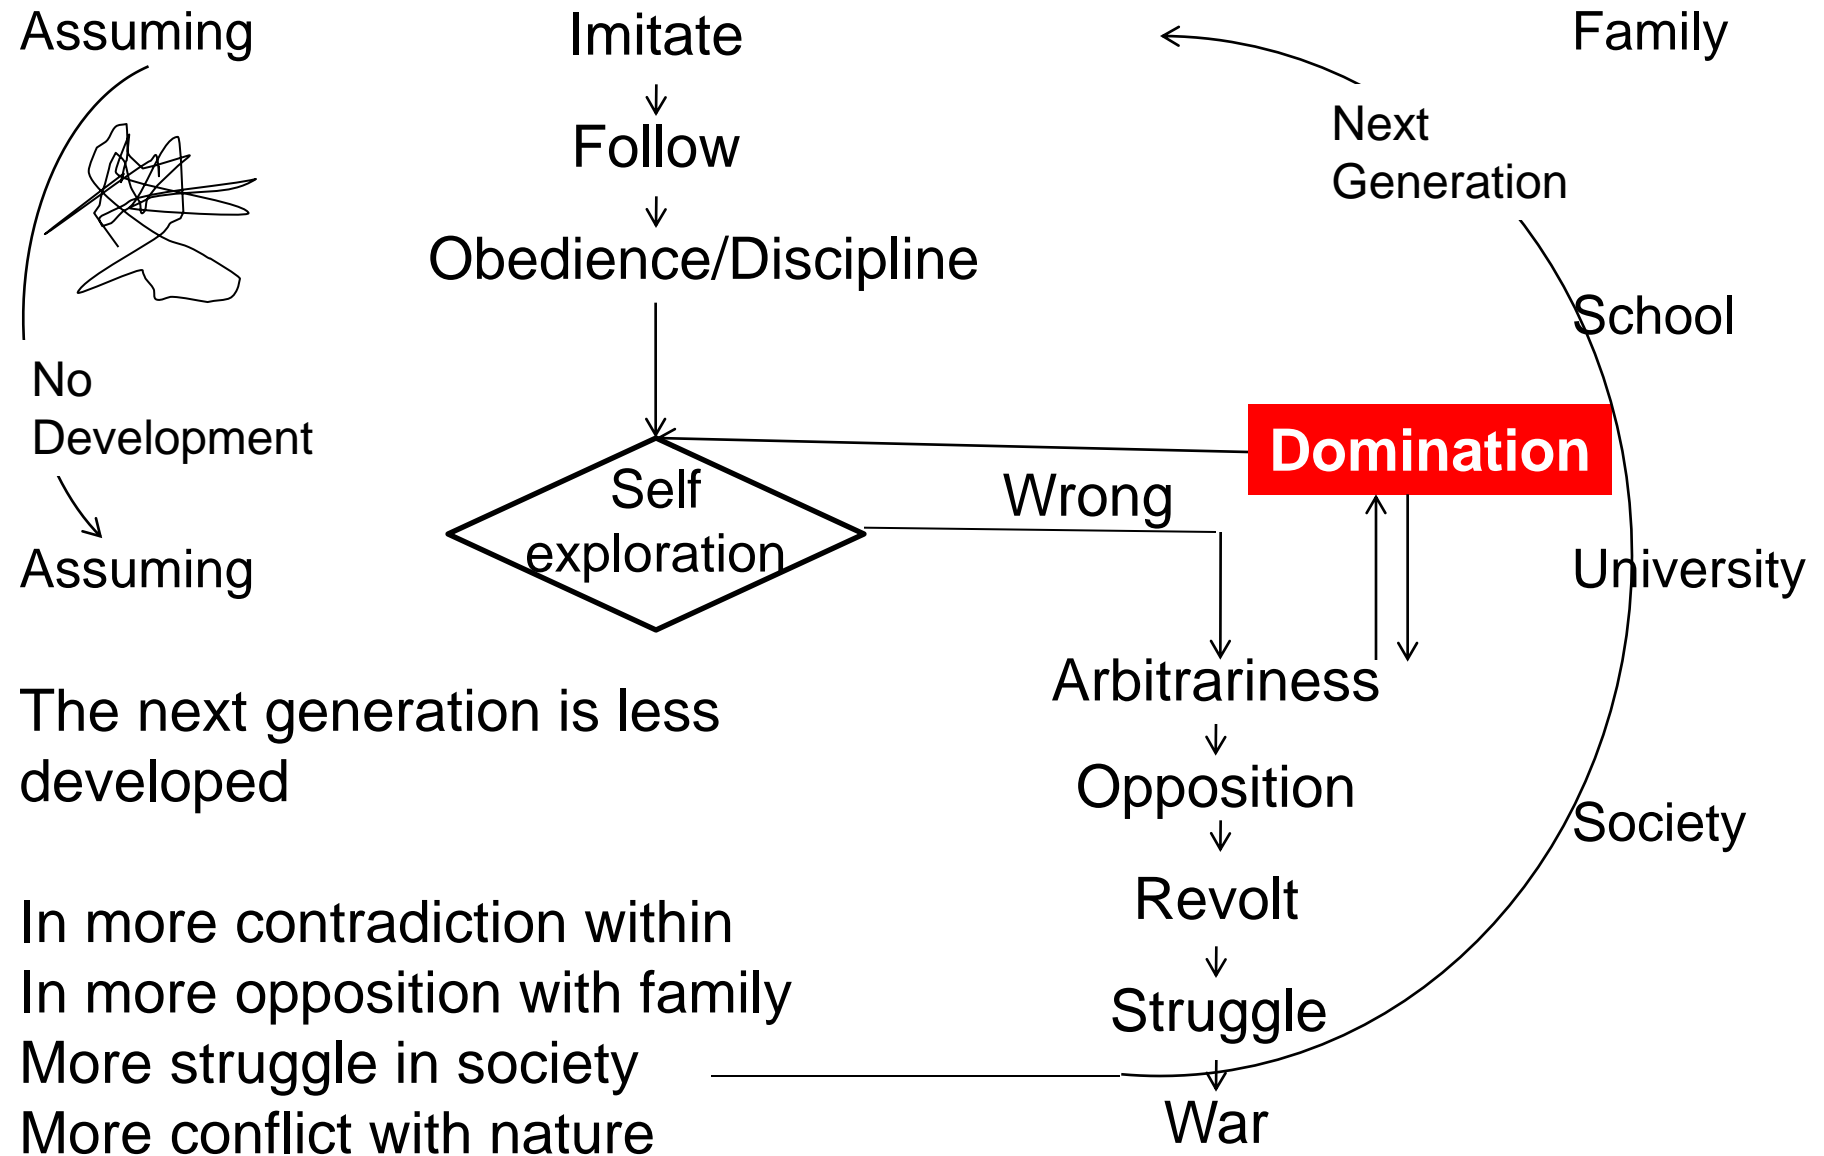 Assuming
Imitate
Family
Next
Generation
Follow
Obedience/Discipline
School
No
Development
Domination
Self
exploration
Wrong
Assuming
University
Arbitrariness
The next generation is less
developed
Opposition
Society
Revolt
In more contradiction within
In more opposition with family
More struggle in society
More conflict with nature
Struggle
War